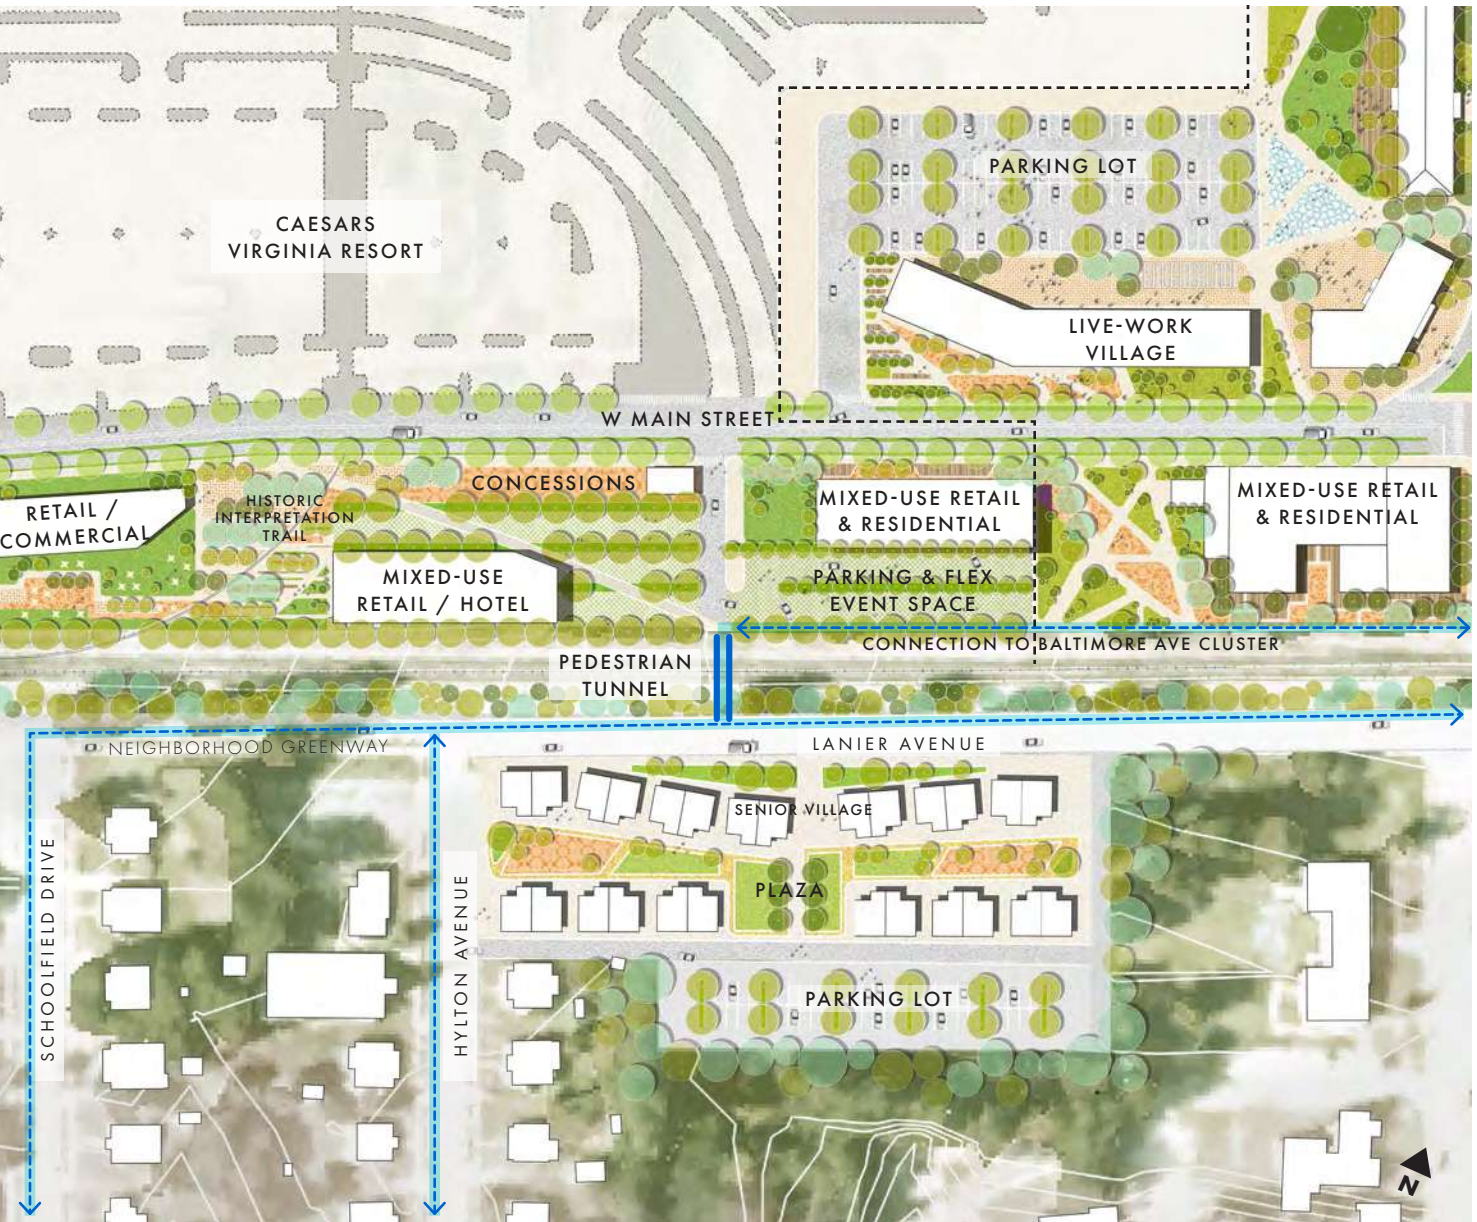 PARKING LOT
CAESARS
VIRGINIA RESORT
LIVE-WORK
VILLAGE
W MAIN STREET
CONCESSIONS
RETAIL /
COMMERCIAL
HISTORIC
INTERPRETATION
TRAIL
MIXED-USE RETAIL
& RESIDENTIAL
MIXED-USE RETAIL
& RESIDENTIAL
MIXED-USE
RETAIL / HOTEL
PARKING & FLEX
EVENT SPACE
CONNECTION TO BALTIMORE AVE CLUSTER
PEDESTRIAN
TUNNEL
NEIGHBORHOOD GREENWAY
LANIER AVENUE
SENIOR VILLAGE
PLAZA
SCHOOLFIELD DRIVE
HYLTON AVENUE
PARKING LOT
N